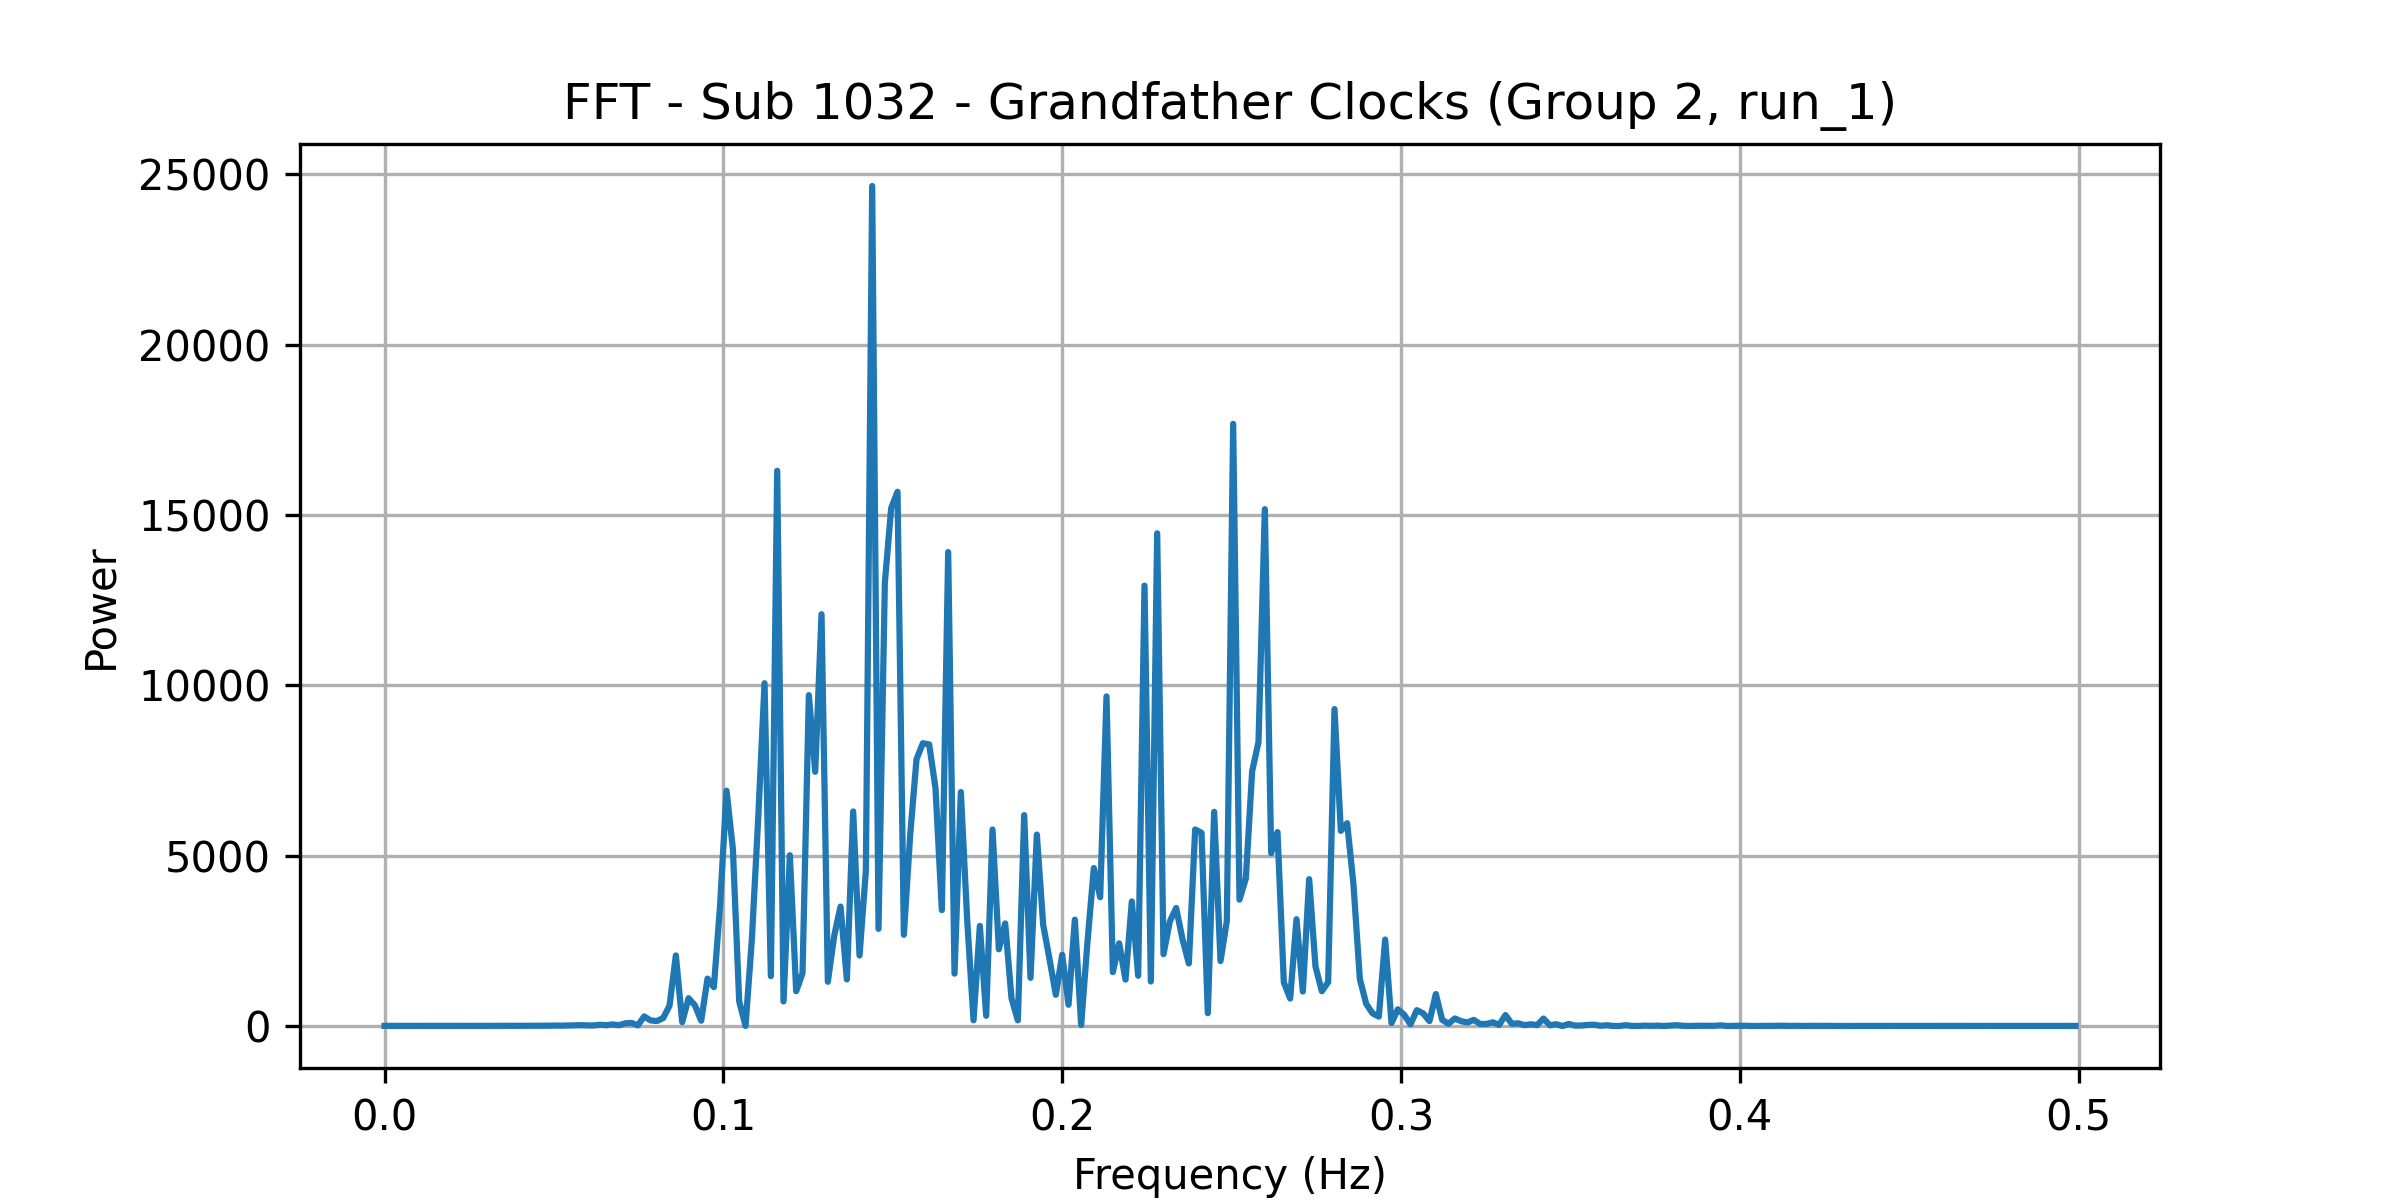 FFT - Sub 1032 - Grandfather Clocks (Group 2, run_1)
25000
20000
15000
10000
5000
0
Power
0.0 0.1 0.2 0.3 0.4 0.5
Frequency (Hz)